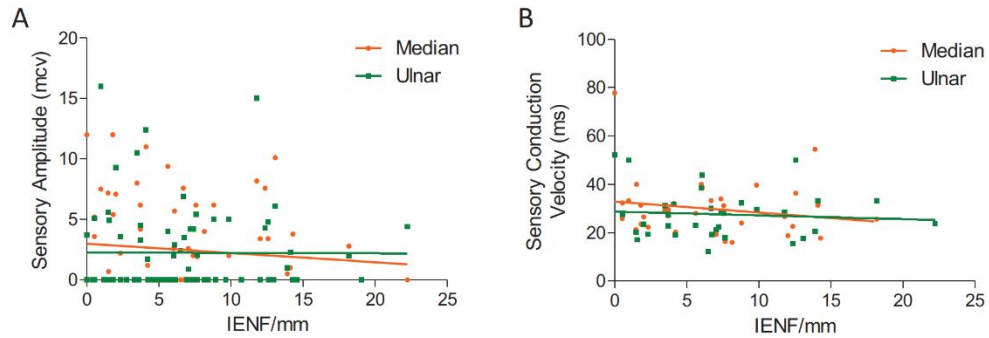 A
20
15
10
5
0
Sensory Amplitude (mcv)
Median
Ulnar
0 5 10 15 20 25
IENF/mm
B
100
80
60
40
20
0
Sensory Conduction
Velocity (ms)
Median
Ulnar
0 5 10 15 20 25
IENF/mm